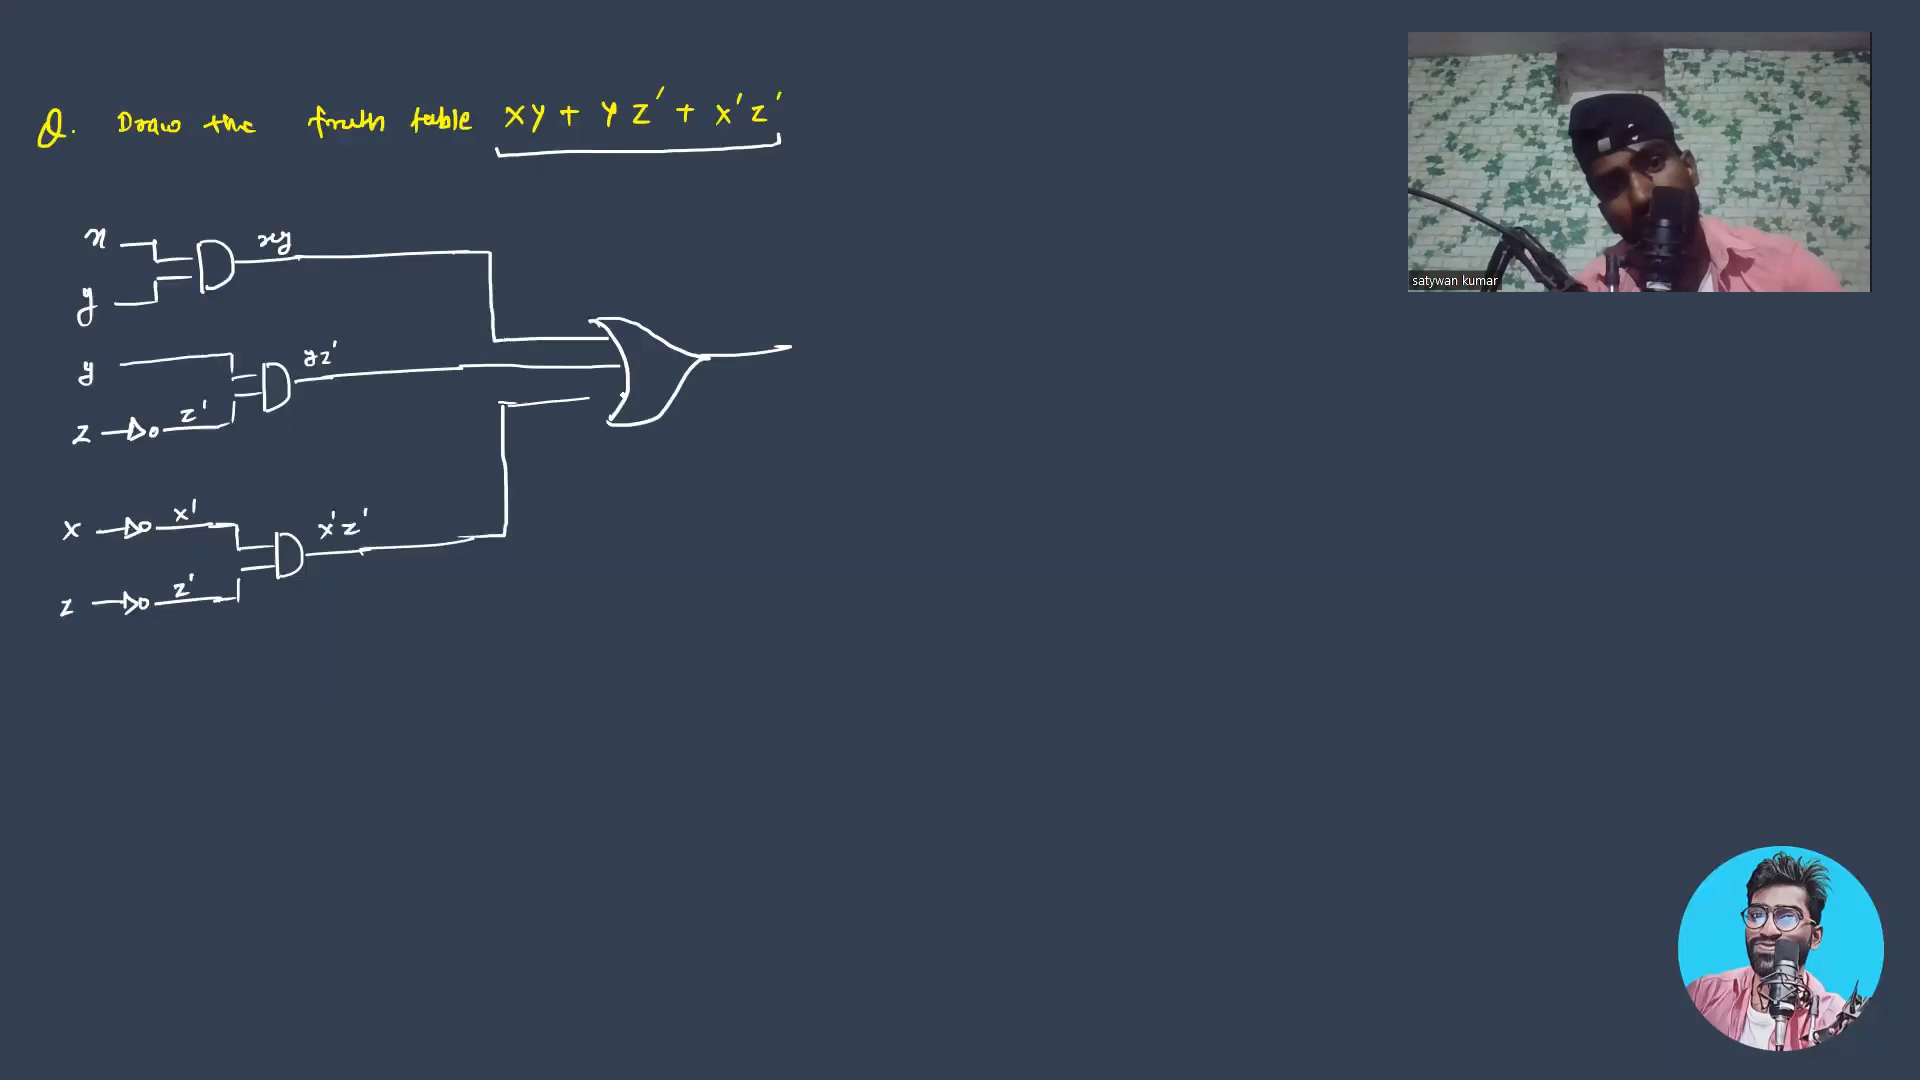 Q. Draw the truth table xy + yz' + x'z'
x
xy
y
y
yz'
z
z'
x
x'
x'z'
z
z'
satywan kumar